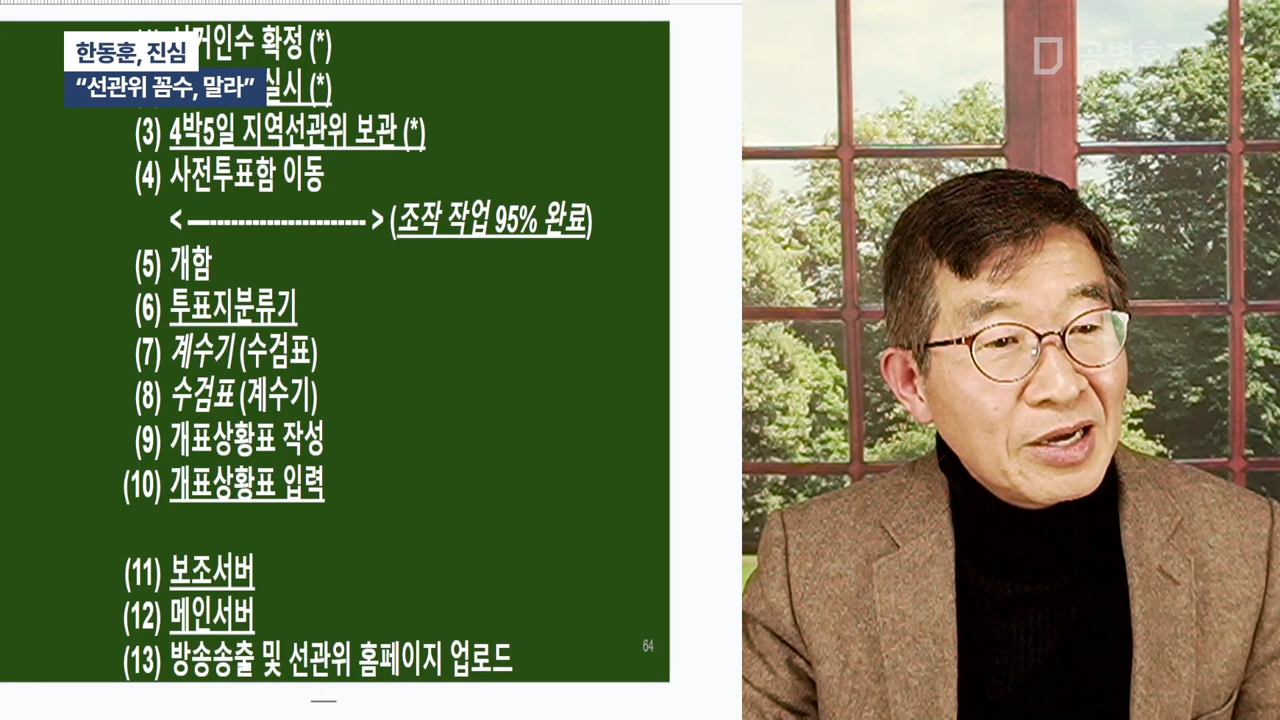 한동훈, 진심
“선관위 꼼수, 말라”
거인수 확정 (*)
실시 (*)
(3) 4박5일 지역선관위 보관 (*)
(4) 사전투표함 이동
< ----------------------- > (조작 작업 95% 완료)
(5) 개함
(6) 투표지분류기
(7) 계수기 (수검표)
(8) 수검표 (계수기)
(9) 개표상황표 작성
(10) 개표상황표 입력
(11) 보조서버
(12) 메인서버
(13) 방송송출 및 선관위 홈페이지 업로드
64